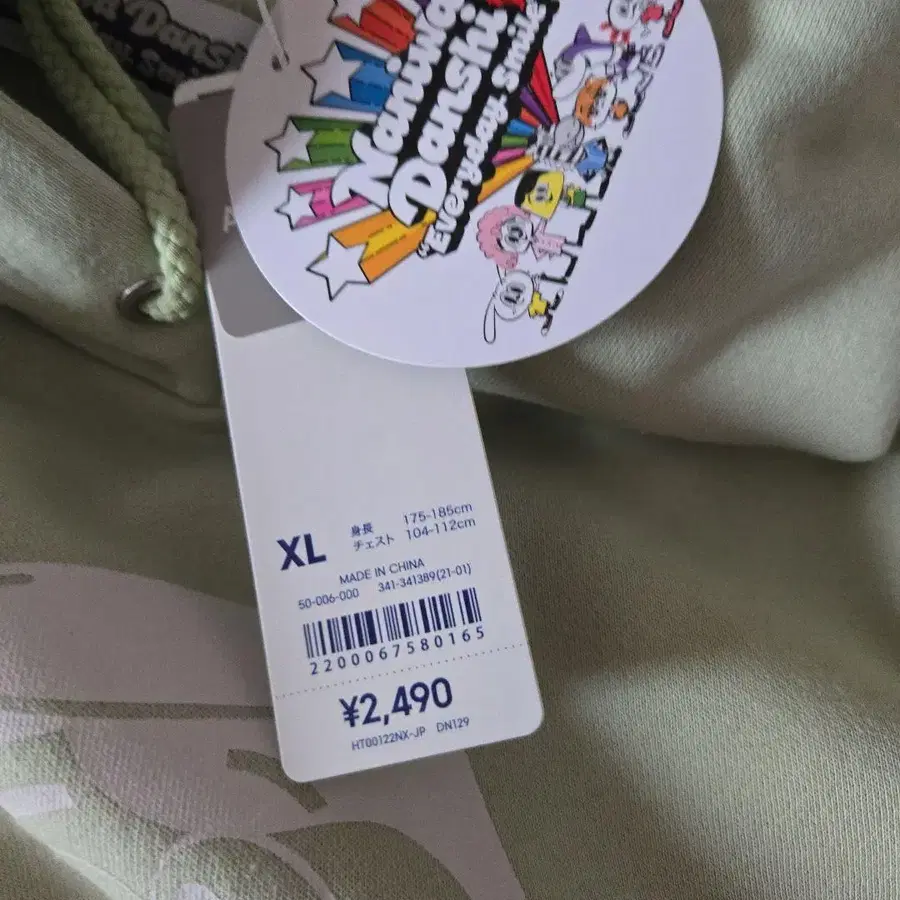 Danshi
Naniwa
Danshi
"Everyday Smile
XL
身長 175-185cm
チェスト 104-112cm
MADE IN CHINA
50-006-000 341-341389(21-01)
2200067580165
¥2,490
HT00122NX-JP DN129